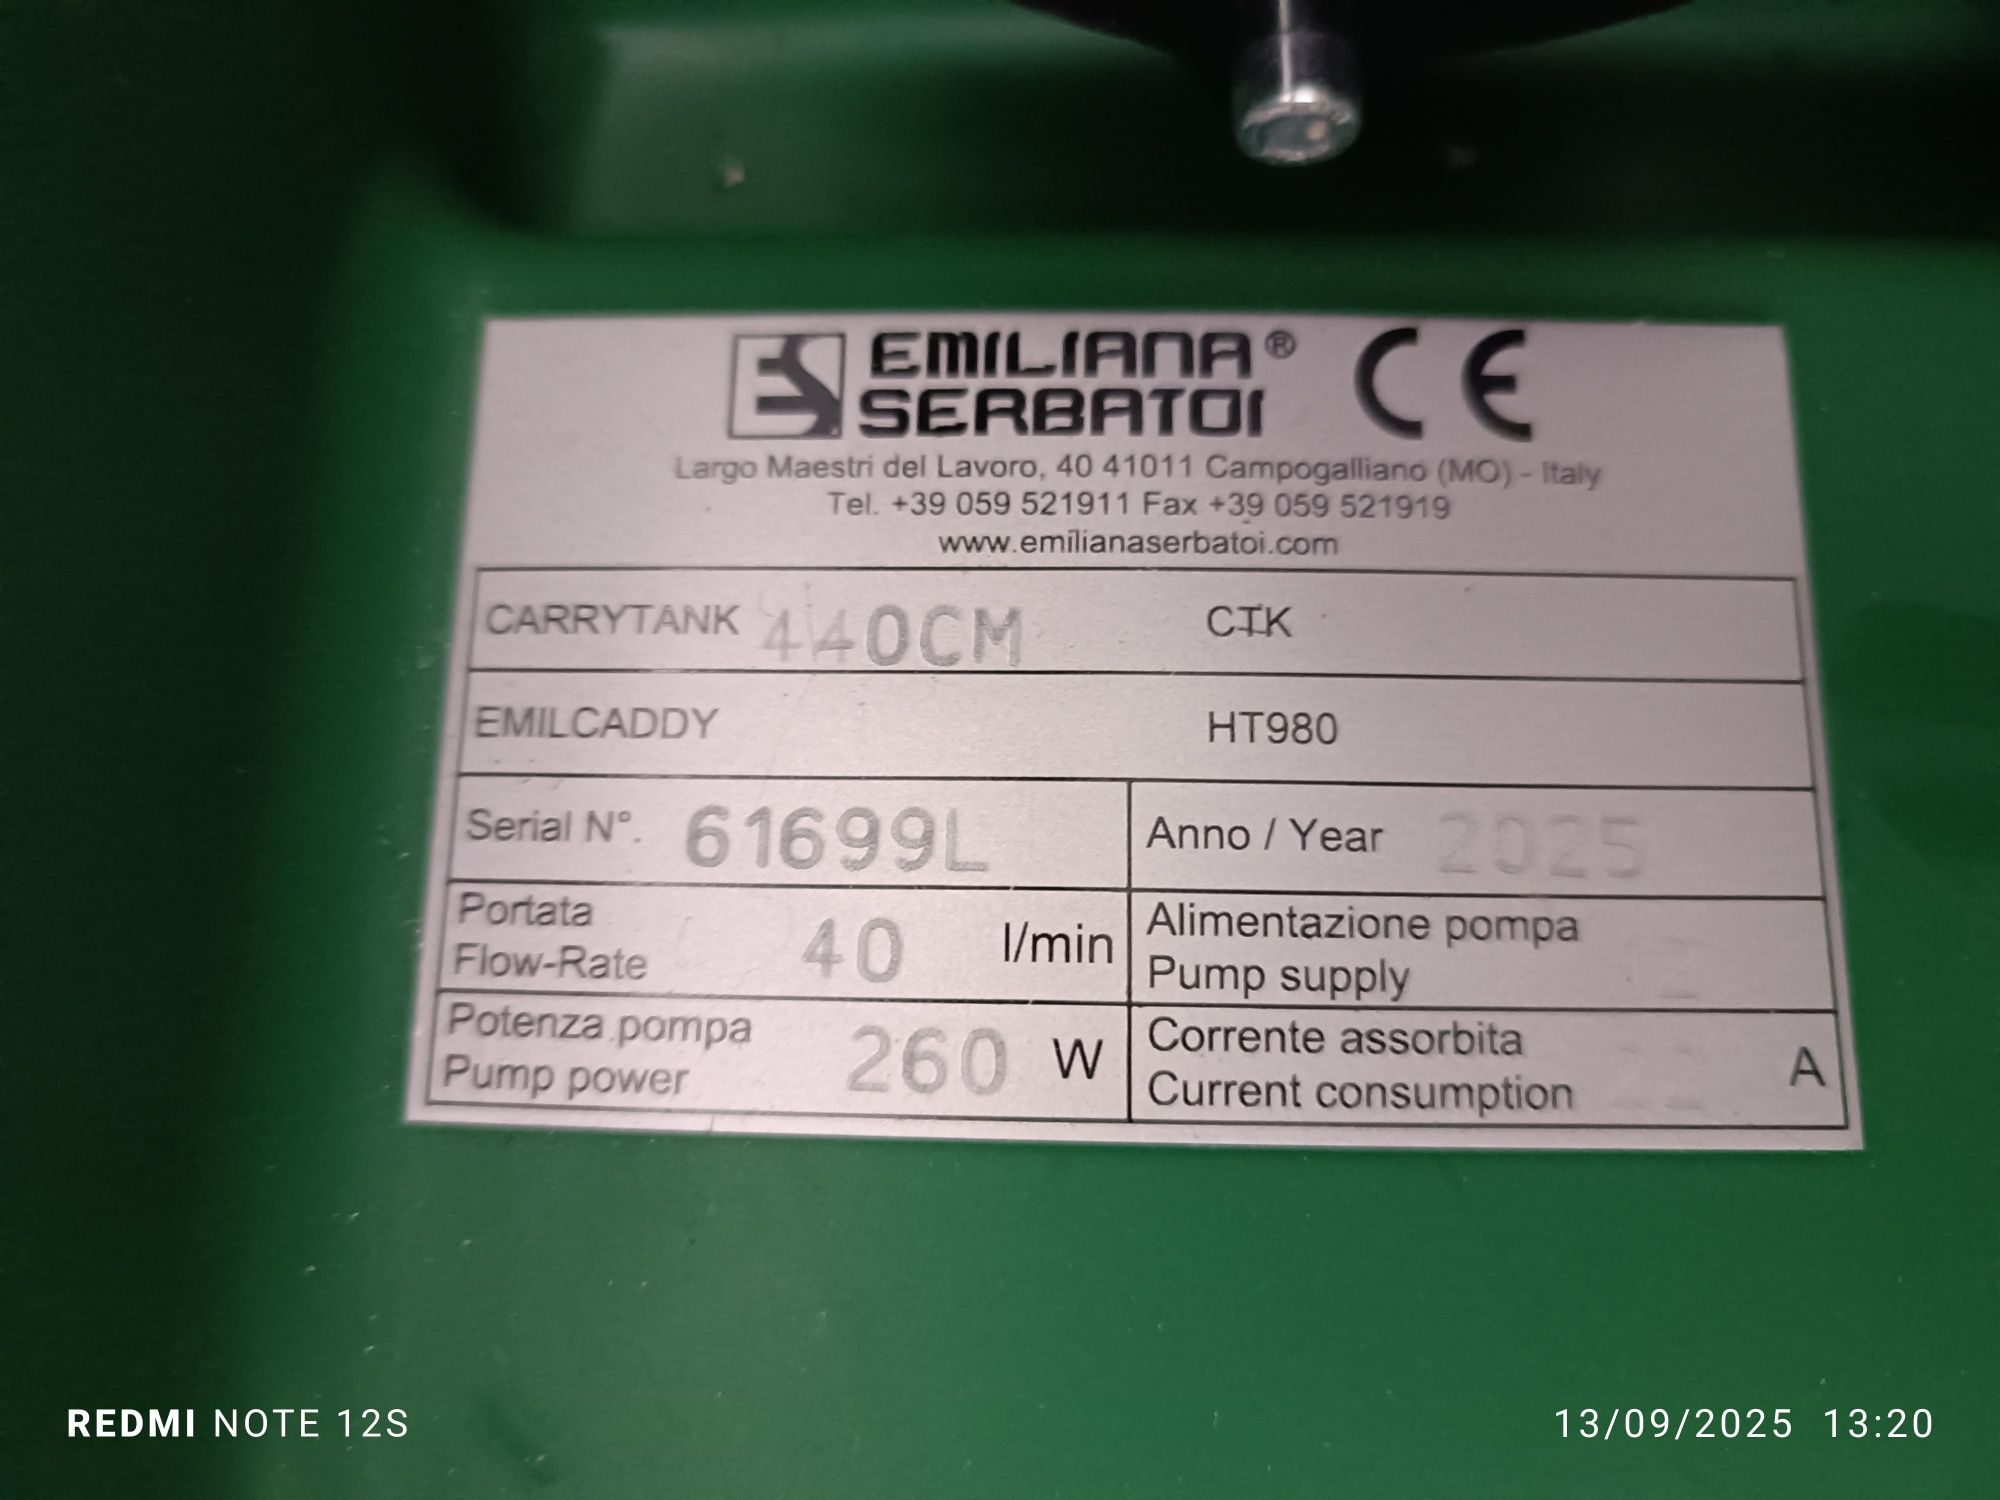 EMILIANA®
SERBATOI
CE
Largo Maestri del Lavoro, 40 41011 Campogalliano (MO) - Italy
Tel. +39 059 521911 Fax +39 059 521919
www.emilianaserbatoi.com
CARRYTANK 440CM CTK
EMILCADDY HT980
Serial N°. 61699L Anno / Year 2025
Portata
Flow-Rate 40 l/min
Alimentazione pompa
Pump supply
Potenza pompa
Pump power 260 W
Corrente assorbita
Current consumption A
REDMI NOTE 12S
13/09/2025 13:20